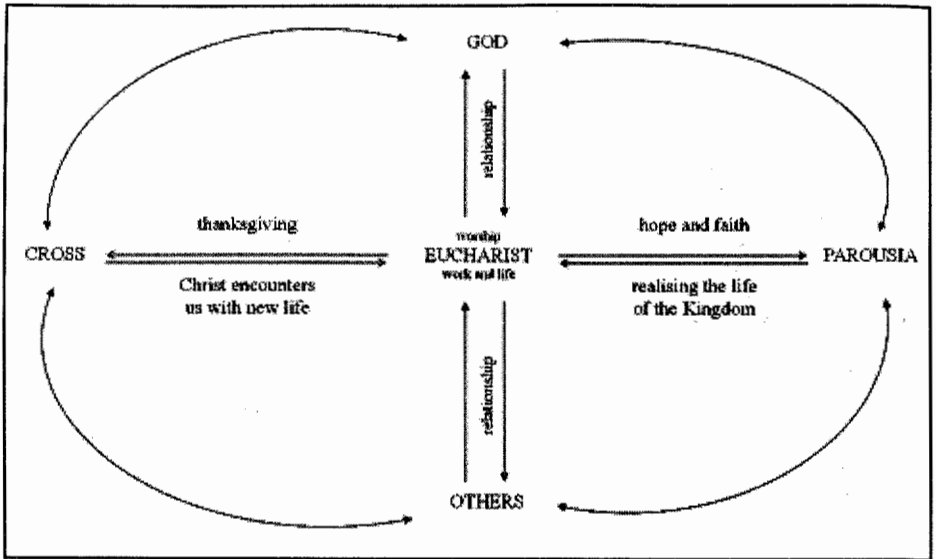 GOD
relationship
thanksgiving
worship
hope and faith
CROSS
EUCHARIST
PAROUSIA
work and life
Christ encounters
us with new life
realising the life
of the Kingdom
relationship
OTHERS